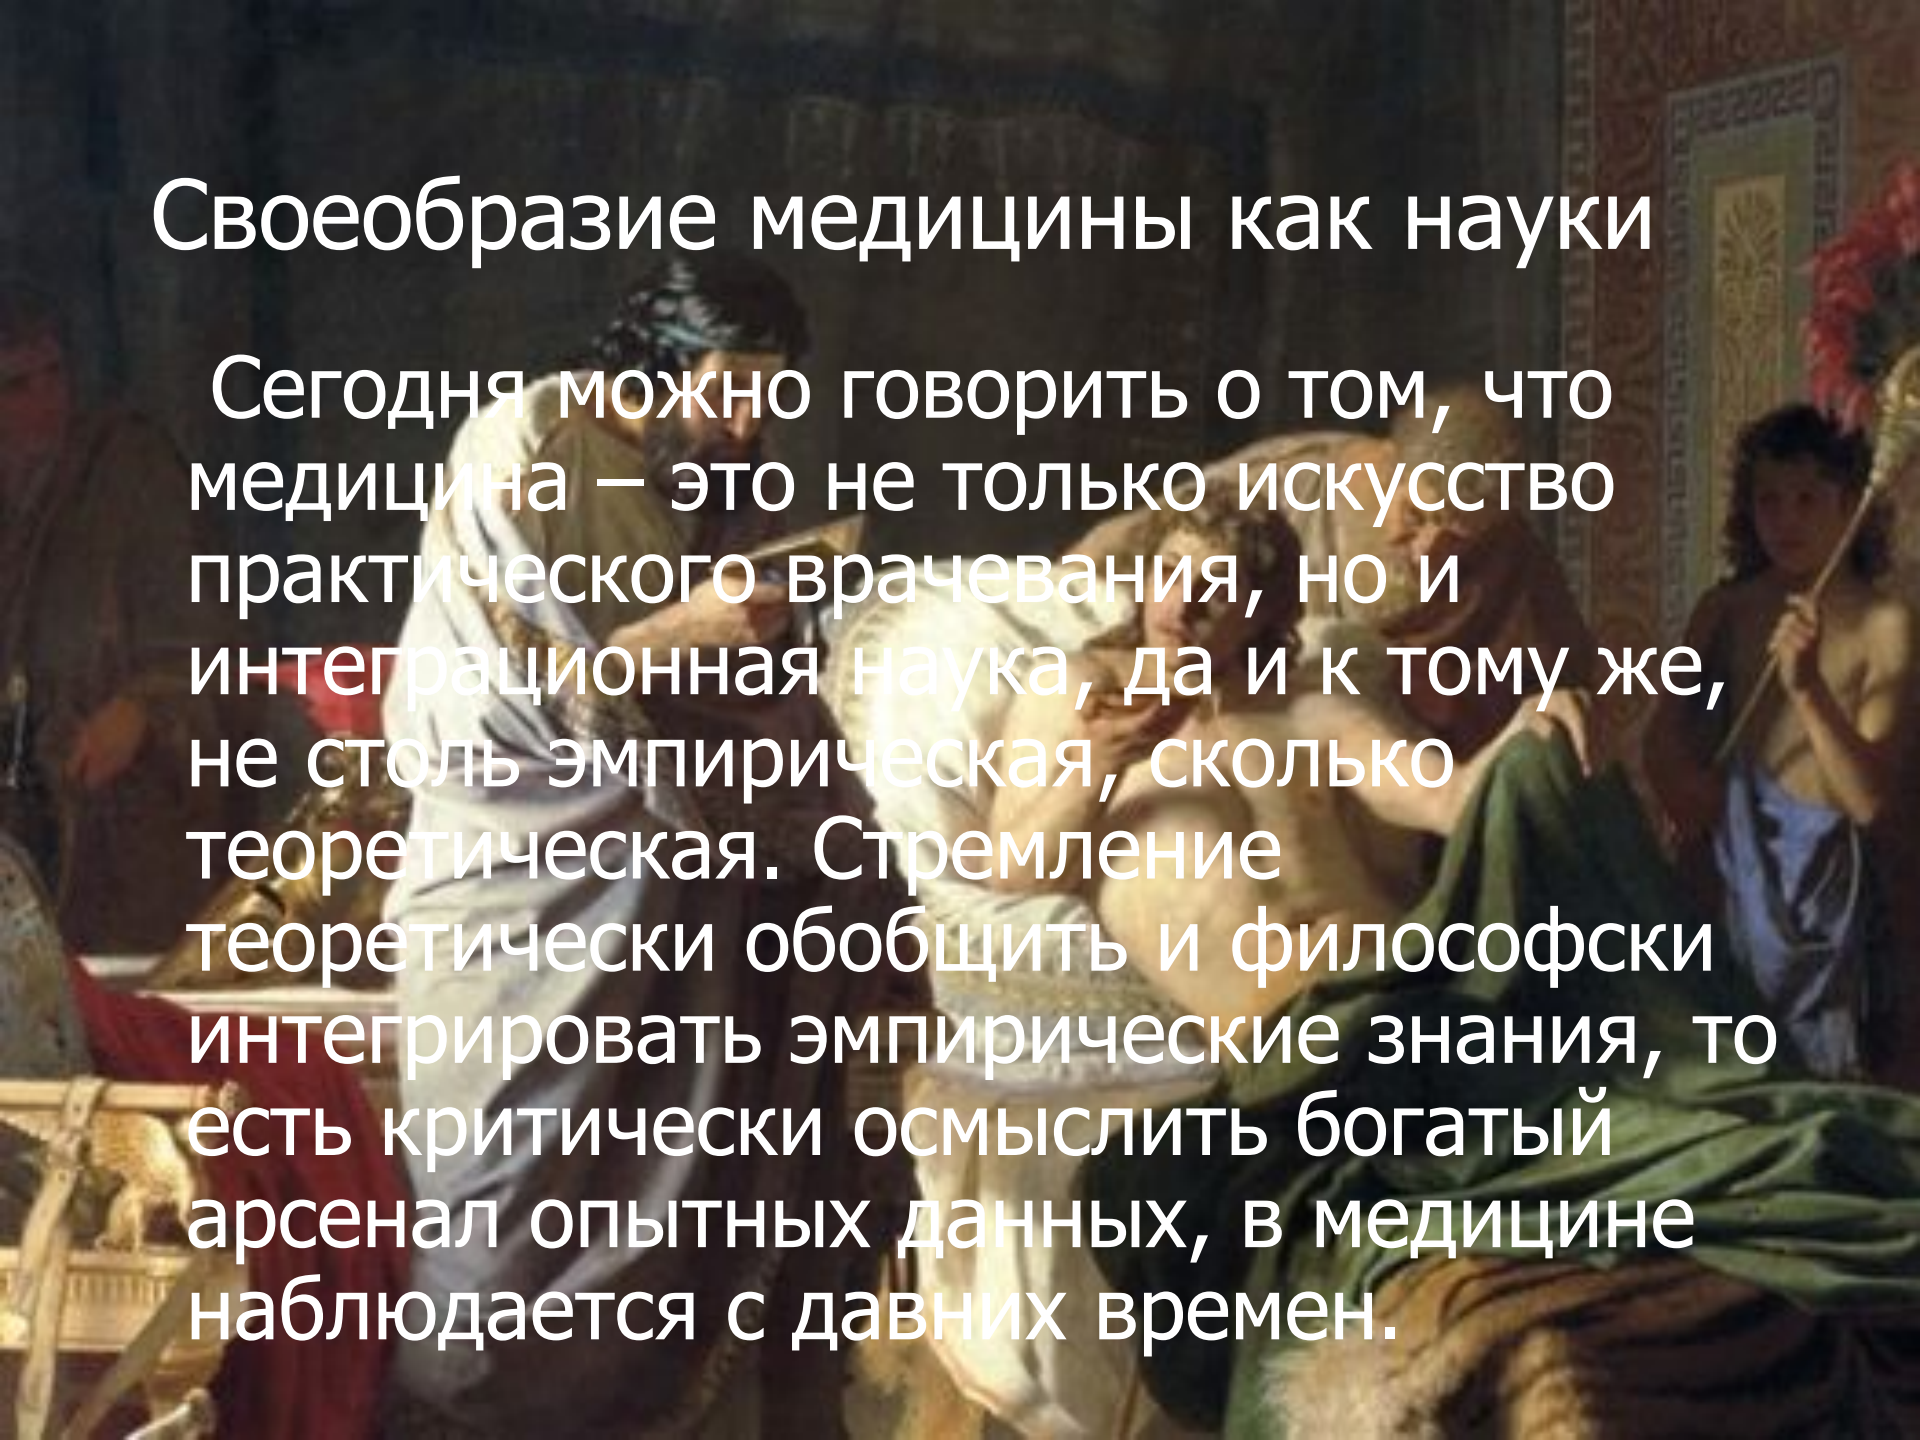 Своеобразие медицины как науки
Сегодня можно говорить о том, что
медицина – это не только искусство
практического врачевания, но и
интеграционная наука, да и к тому же,
не столь эмпирическая, сколько
теоретическая. Стремление
теоретически обобщить и философски
интегрировать эмпирические знания, то
есть критически осмыслить богатый
арсенал опытных данных, в медицине
наблюдается с давних времен.